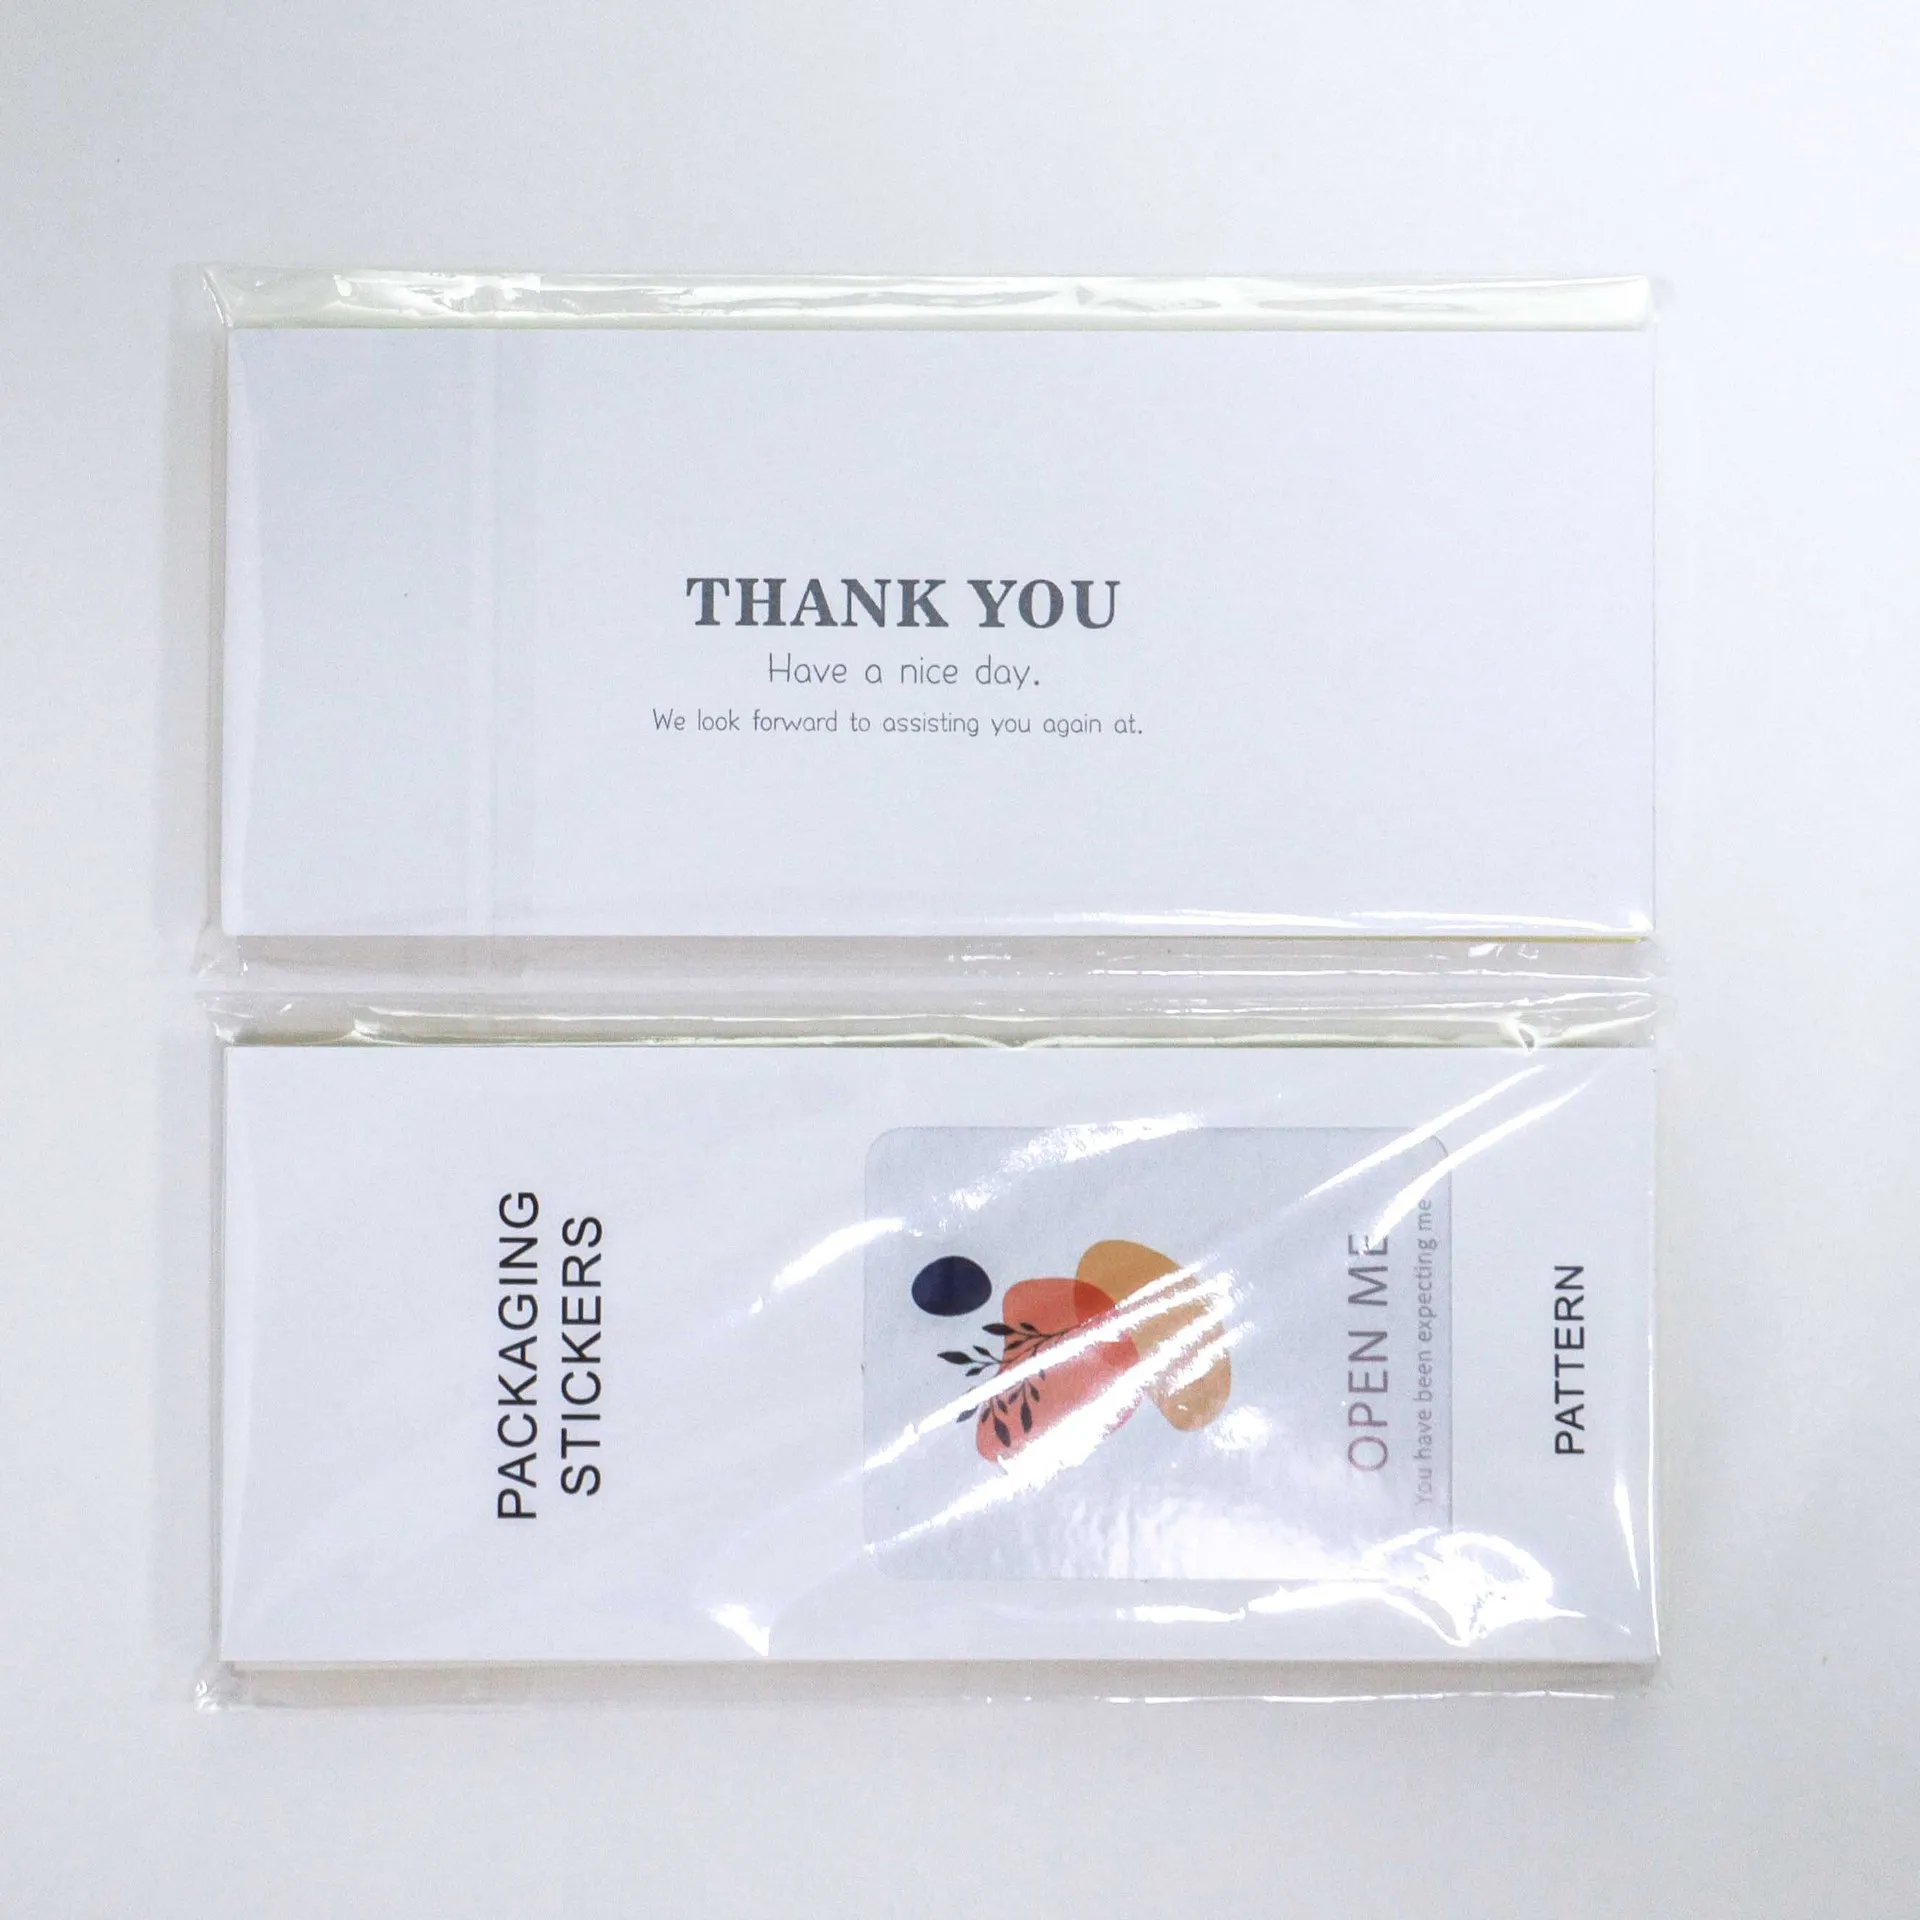 THANK YOU
Have a nice day.
We look forward to assisting you again at.
PACKAGING
STICKERS
OPEN ME
You have been expecting me
PATTERN